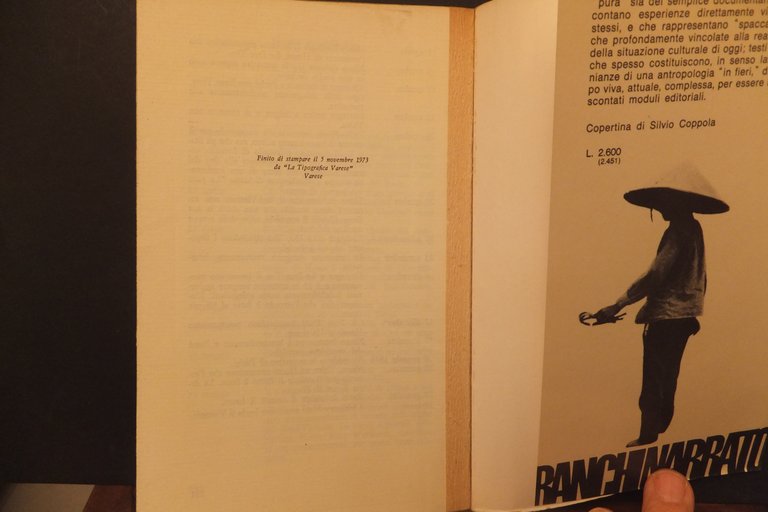 Finito di stampare il 5 novembre 1973
da "La Tipografica Varese"
Varese
pura" sia del semplice documentar
contano esperienze direttamente vi
stessi, e che rappresentano "spacca
che profondamente vincolate alla rea
della situazione culturale di oggi; testi
che spesso costituiscono, in senso la
nianze di una antropologia "in fieri," d
po viva, attuale, complessa, per essere
scontati moduli editoriali.
Copertina di Silvio Coppola
L. 2.600
(2.451)
FRANCHI NARRATO